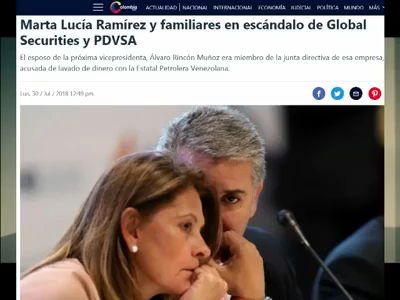 Colombia
ACTUALIDAD
NACIONAL
INTERNACIONAL
ECONOMÍA
JUDICIAL
POLÍTICA
MUNDO
MÁS
Marta Lucía Ramírez y familiares en escándalo de Global
Securities y PDVSA
El esposo de la próxima vicepresidenta, Álvaro Rincón Muñoz era miembro de la junta directiva de esa empresa,
acusada de lavado de dinero con la Estatal Petrolera Venezolana.
Lun, 30 / Jul / 2018 12:49 pm